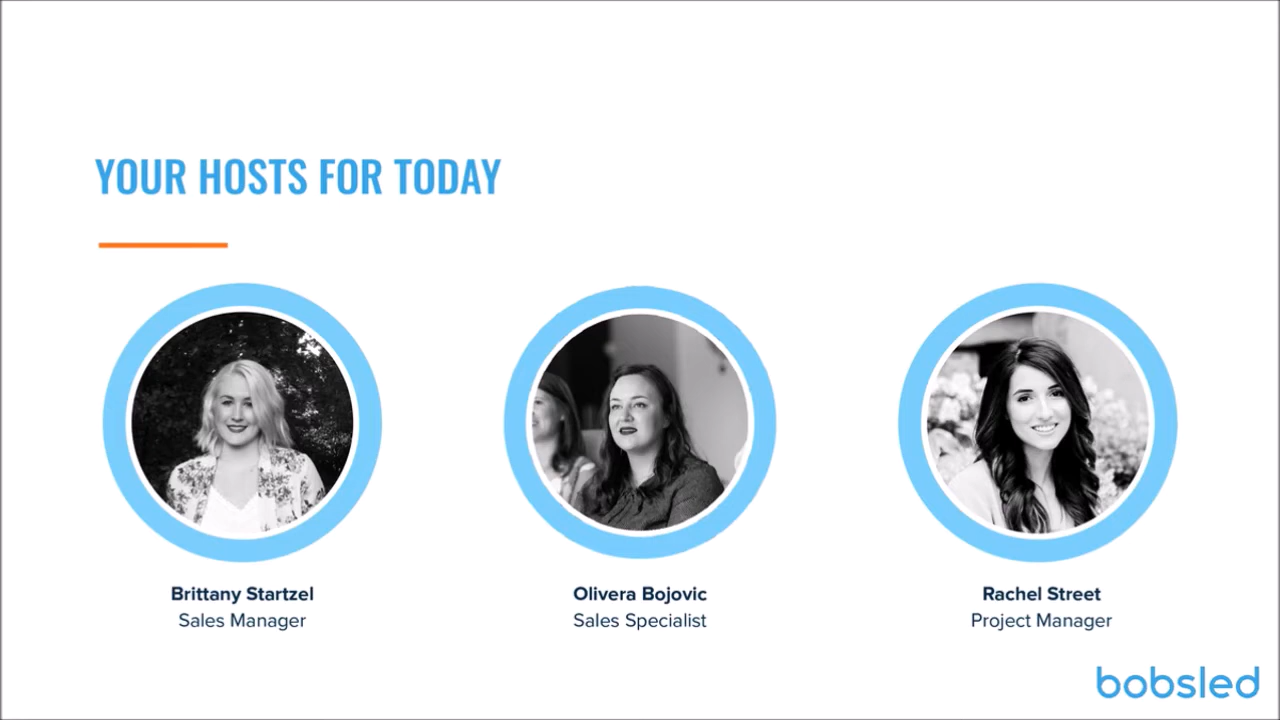 YOUR HOSTS FOR TODAY
Brittany Startzel
Sales Manager
Olivera Bojovic
Sales Specialist
Rachel Street
Project Manager
bobsled